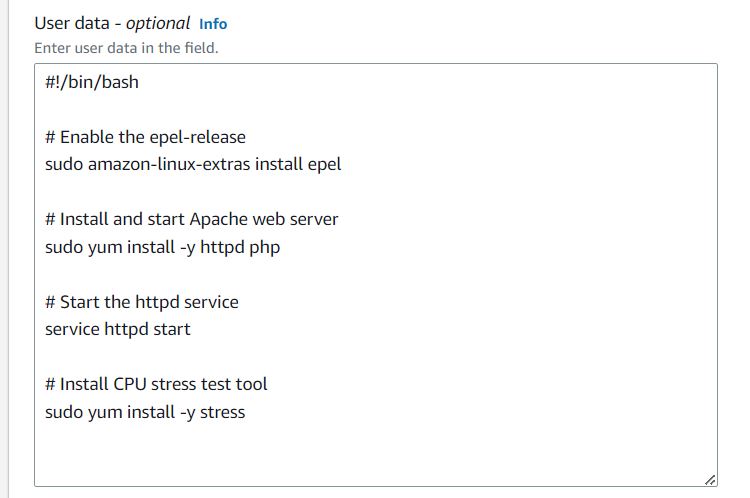 User data - optional Info
Enter user data in the field.
#!/bin/bash
# Enable the epel-release
sudo amazon-linux-extras install epel
# Install and start Apache web server
sudo yum install -y httpd php
# Start the httpd service
service httpd start
# Install CPU stress test tool
sudo yum install -y stress